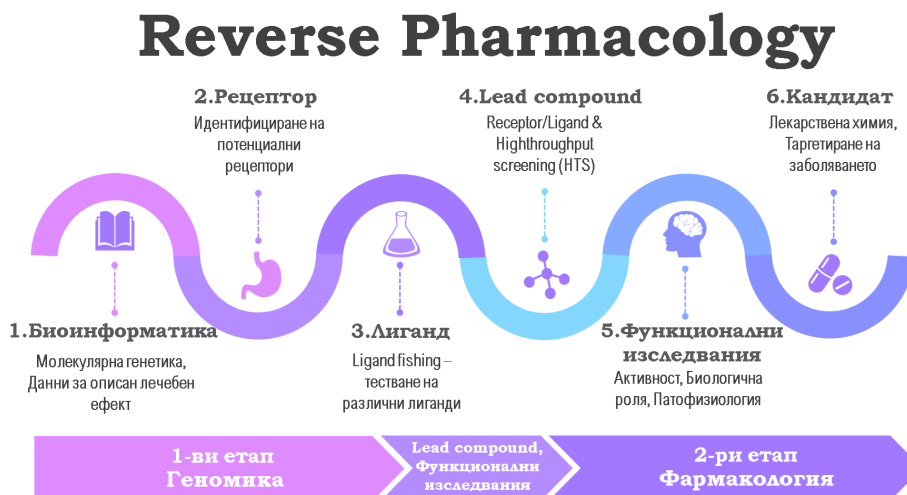 Reverse Pharmacology
2.Рецептор
Идентифициране на
потенциални
рецептори
4.Lead compound
Receptor/Ligand &
Highthroughput
screening (HTS)
6.Кандидат
Лекарствена химия,
Таргетиране на
заболяването
1.Биоинформатика
Молекулярна генетика,
Данни за описан лечебен
ефект
3.Лиганд
Ligand fishing –
тестване на
различни лиганди
5.Функционални
изследвания
Активност, Биологична
роля, Патофизиология
1-ви етап
Геномика
Lead compound,
Функционални
изследвания
2-ри етап
Фармакология